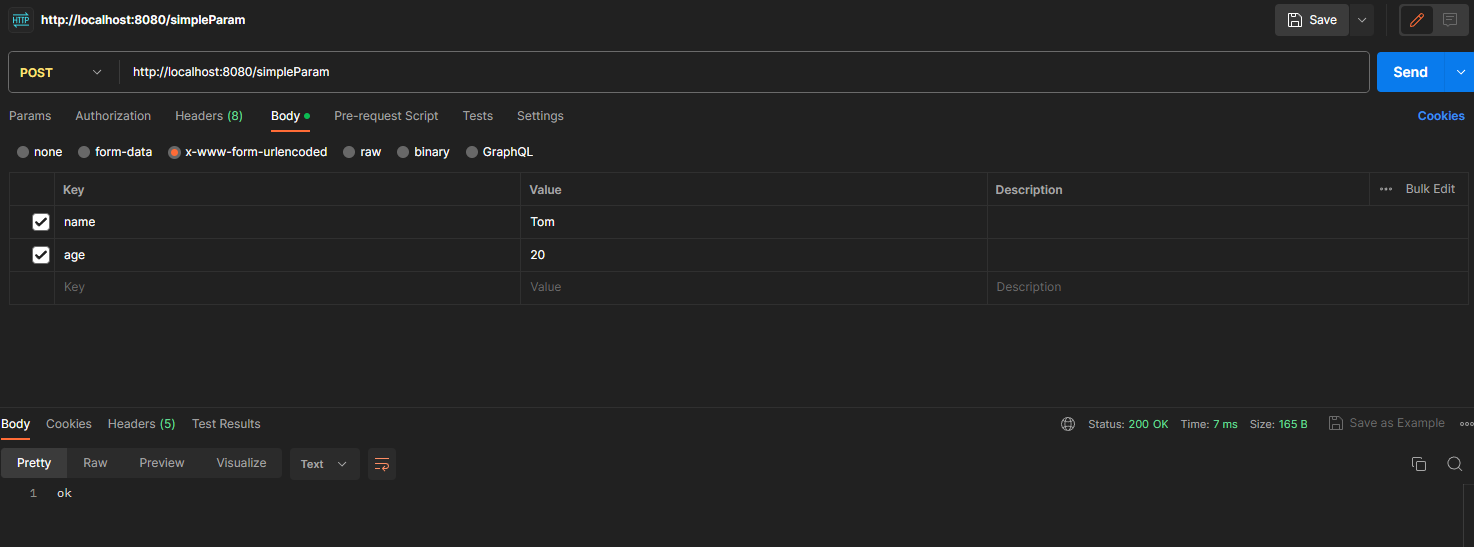 HTTP http://localhost:8080/simpleParam Save
POST http://localhost:8080/simpleParam Send
Params Authorization Headers (8) Body Pre-request Script Tests Settings Cookies
none form-data x-www-form-urlencoded raw binary GraphQL
Key Value Description Bulk Edit
name Tom
age 20
Key Value Description
Body Cookies Headers (5) Test Results Status: 200 OK Time: 7 ms Size: 165 B Save as Example
Pretty Raw Preview Visualize Text
1 ok